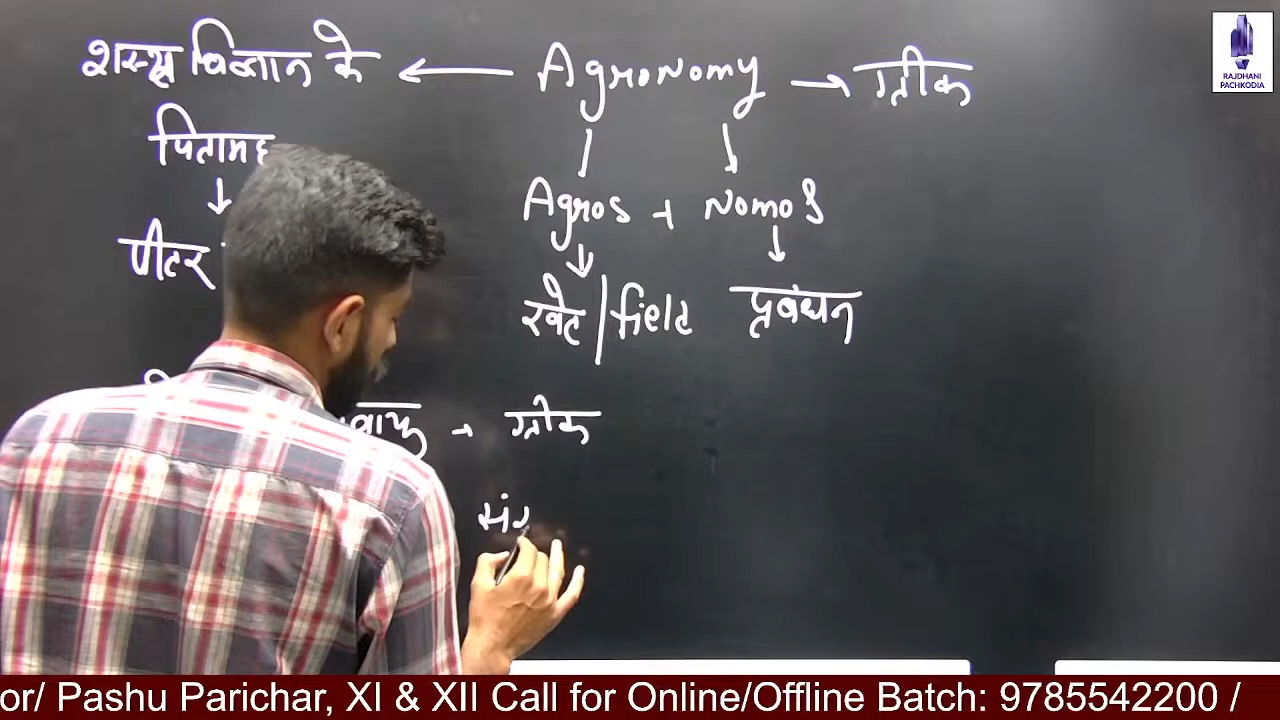 शस्य विज्ञान के ← Agronomy → ग्रीक
पितामह
↓
पीटर
Agros + Nomos
खेत/field प्रबंधन
→ ग्रीक
RAJDHANI
PACHKODIA
or/ Pashu Parichar, XI & XII Call for Online/Offline Batch: 9785542200 /